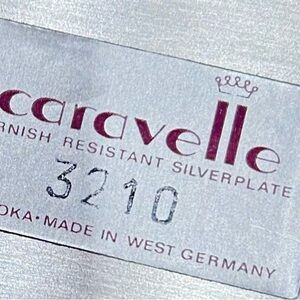 caravelle
RNISH RESISTANT SILVERPLATE
3210
OKA · MADE IN WEST GERMANY